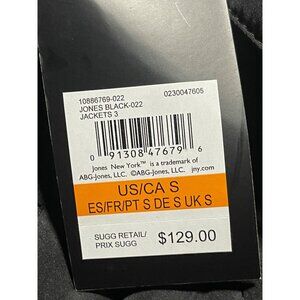 10886769-022 0230047605
JONES BLACK-022
JACKETS 3
0 91308 47679 6
Jones New York™ is a trademark of
ABG-Jones, LLC. ©ABG-Jones, LLC. jny.com
US/CA S
ES/FR/PT S DE S UK S
SUGG RETAIL/
PRIX SUGG $129.00